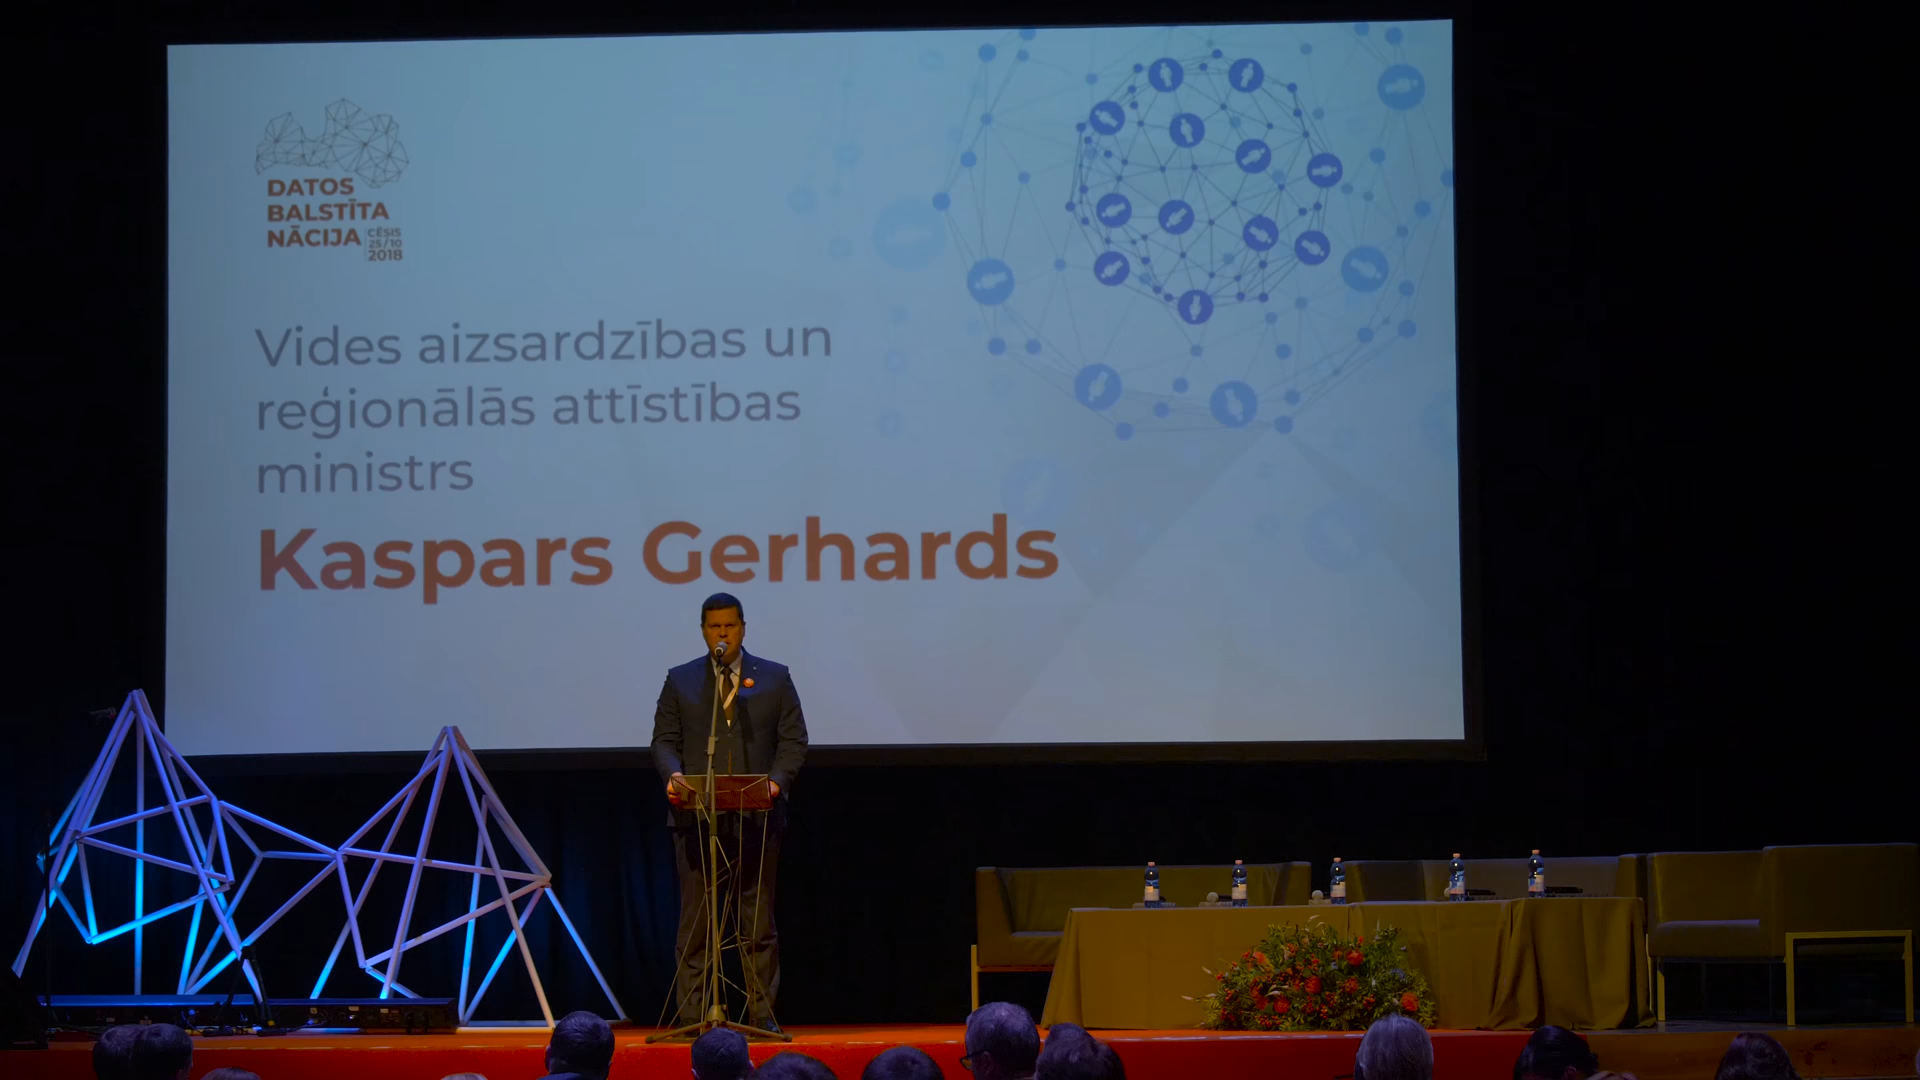 DATOS
BALSTĪTA
NĀCIJA
CĒSIS
25/10
2018
Vides aizsardzības un
reģionālās attīstības
ministrs
Kaspars Gerhards